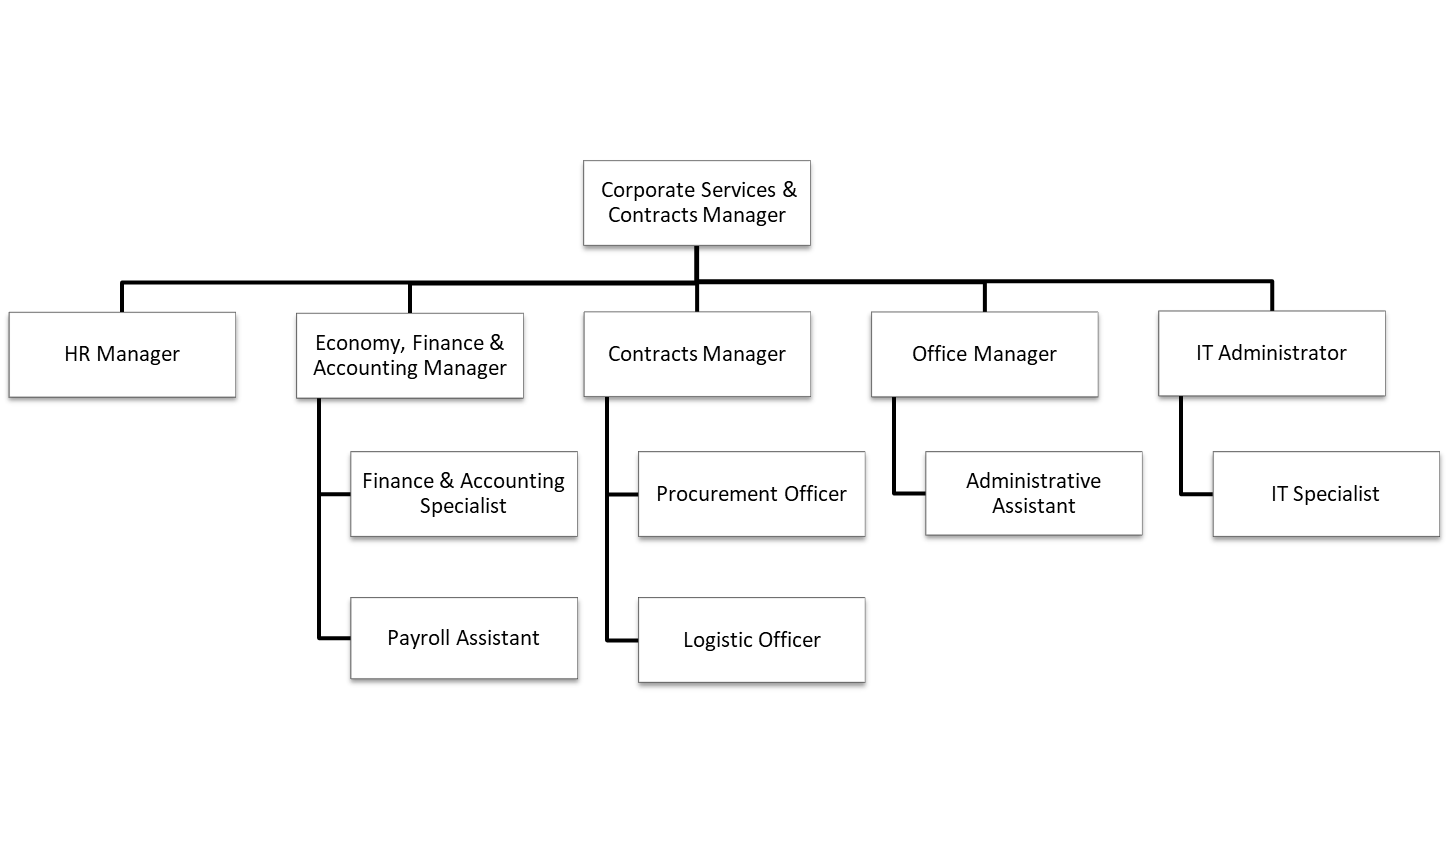 Corporate Services &
Contracts Manager
HR Manager
Economy, Finance &
Accounting Manager
Contracts Manager
Office Manager
IT Administrator
Finance & Accounting
Specialist
Procurement Officer
Administrative
Assistant
IT Specialist
Payroll Assistant
Logistic Officer